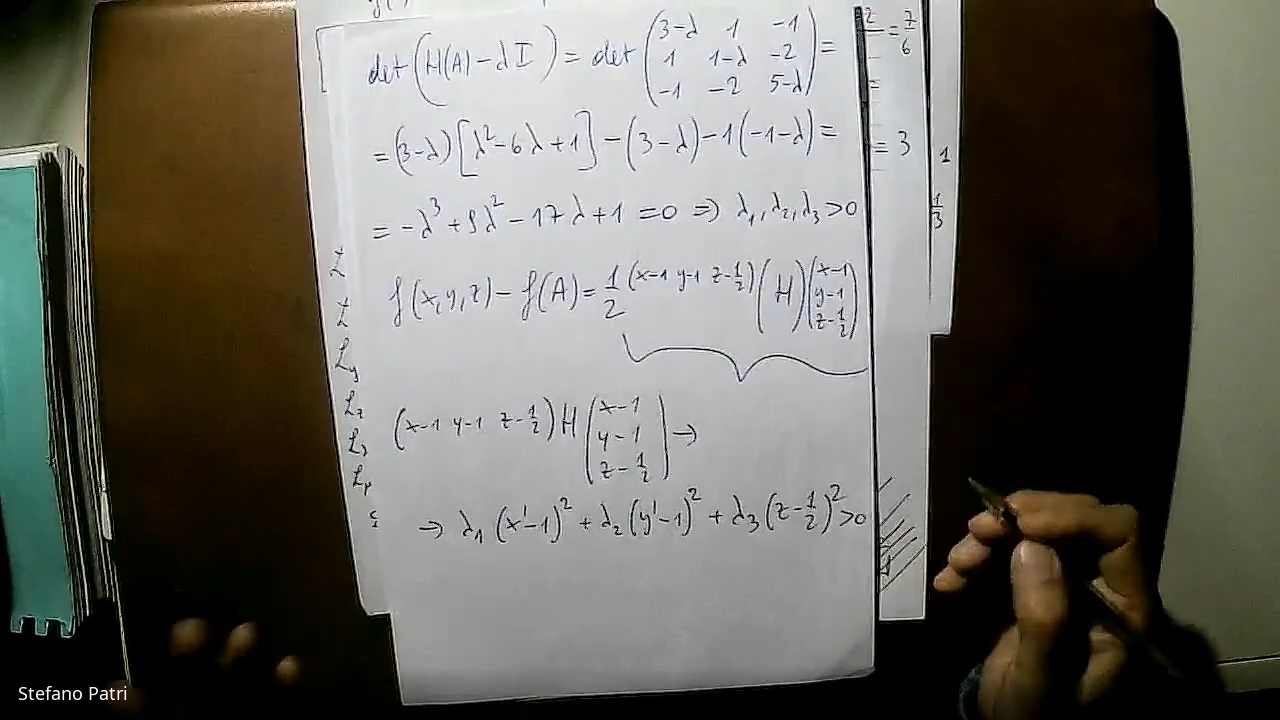 det (H(A) - λI) = det (3-λ 1 -1
1 1-λ -2
-1 -2 5-λ) =
= (3-λ) [λ² - 6λ + 1] - (3-λ) - 1(-1-λ) =
= -λ³ + 9λ² - 17λ + 1 = 0 ⇒ λ₁, λ₂, λ₃ > 0
f(x,y,z) - f(A) = 1/2 (x-1 y-1 z-1/2) (H) (x-1
y-1
z-1/2)
(x-1 y-1 z-1/2) H (x-1
y-1
z-1/2) →
⇒ λ₁ (x'-1)² + λ₂ (y'-1)² + λ₃ (z-1/2)² > 0
= 7/6
= 3
1
1/3
Stefano Patri